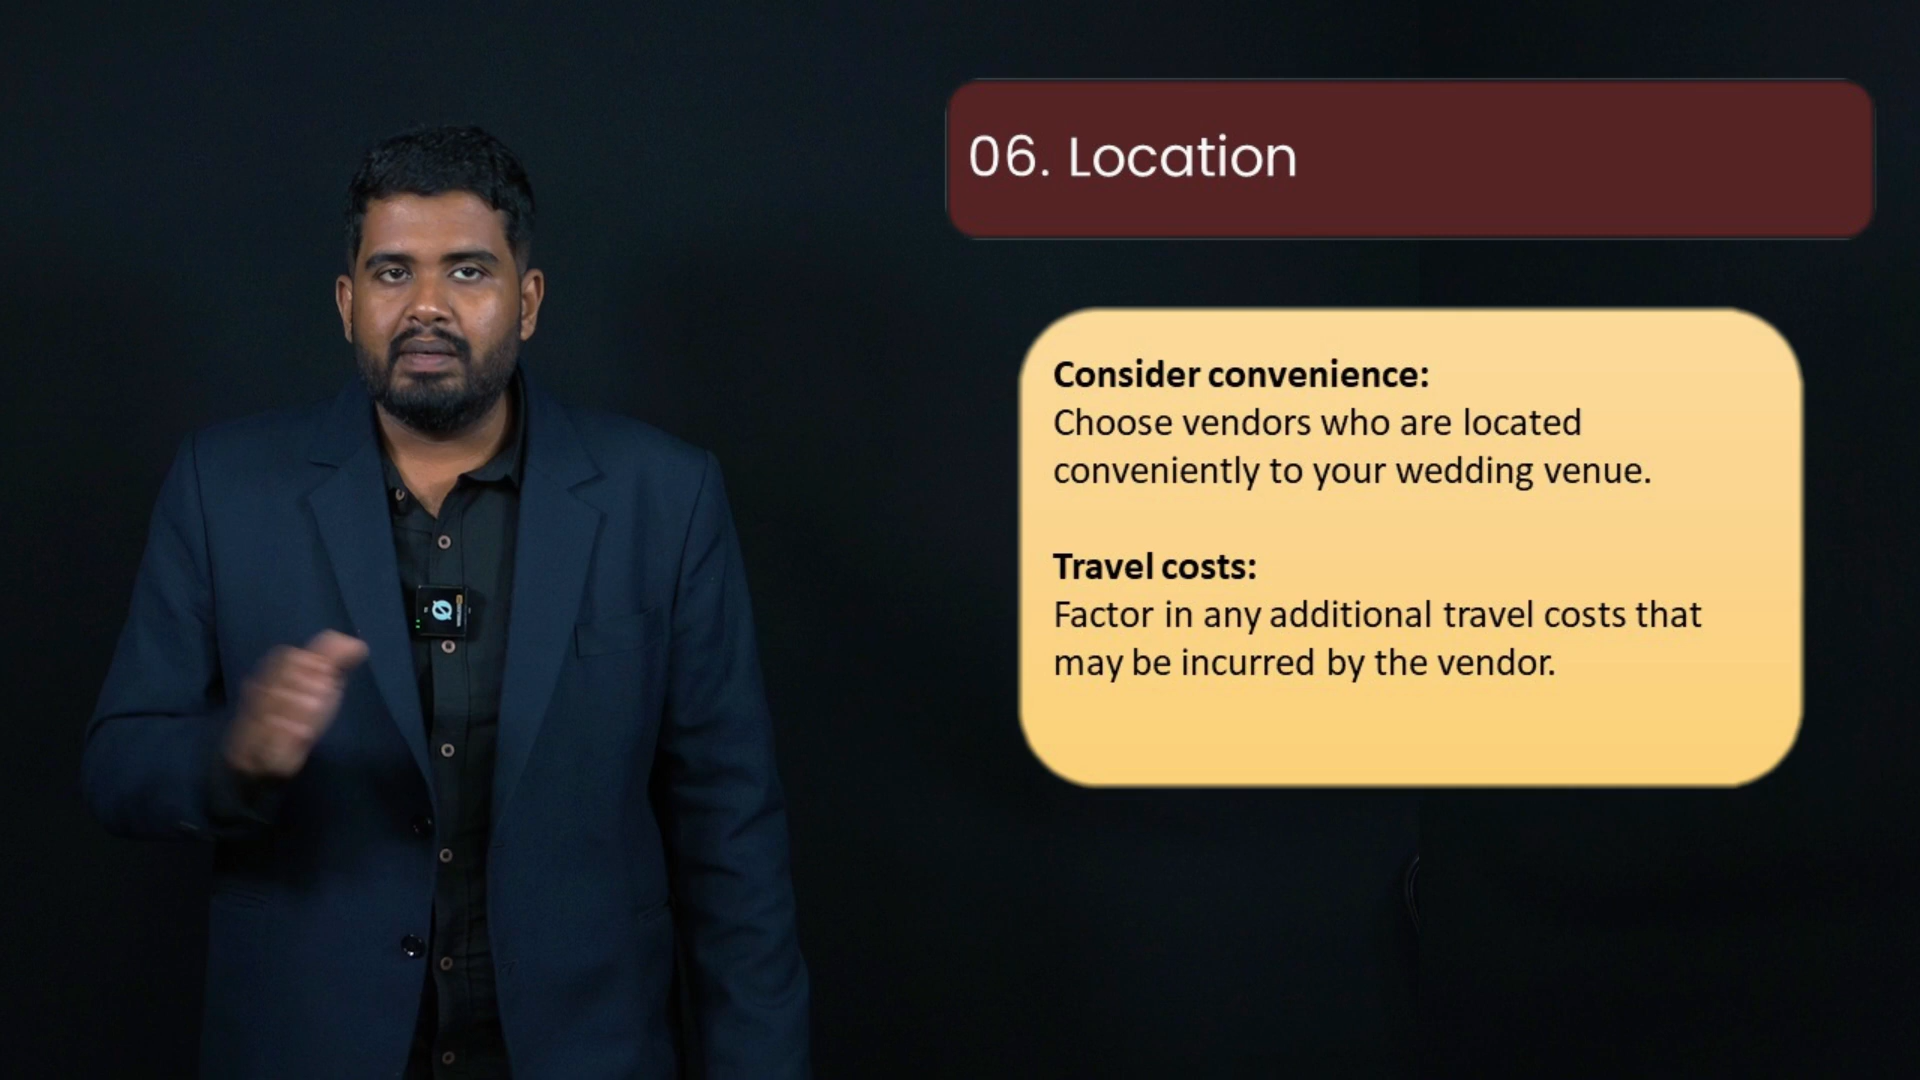 06. Location
Consider convenience:
Choose vendors who are located
conveniently to your wedding venue.
Travel costs:
Factor in any additional travel costs that
may be incurred by the vendor.